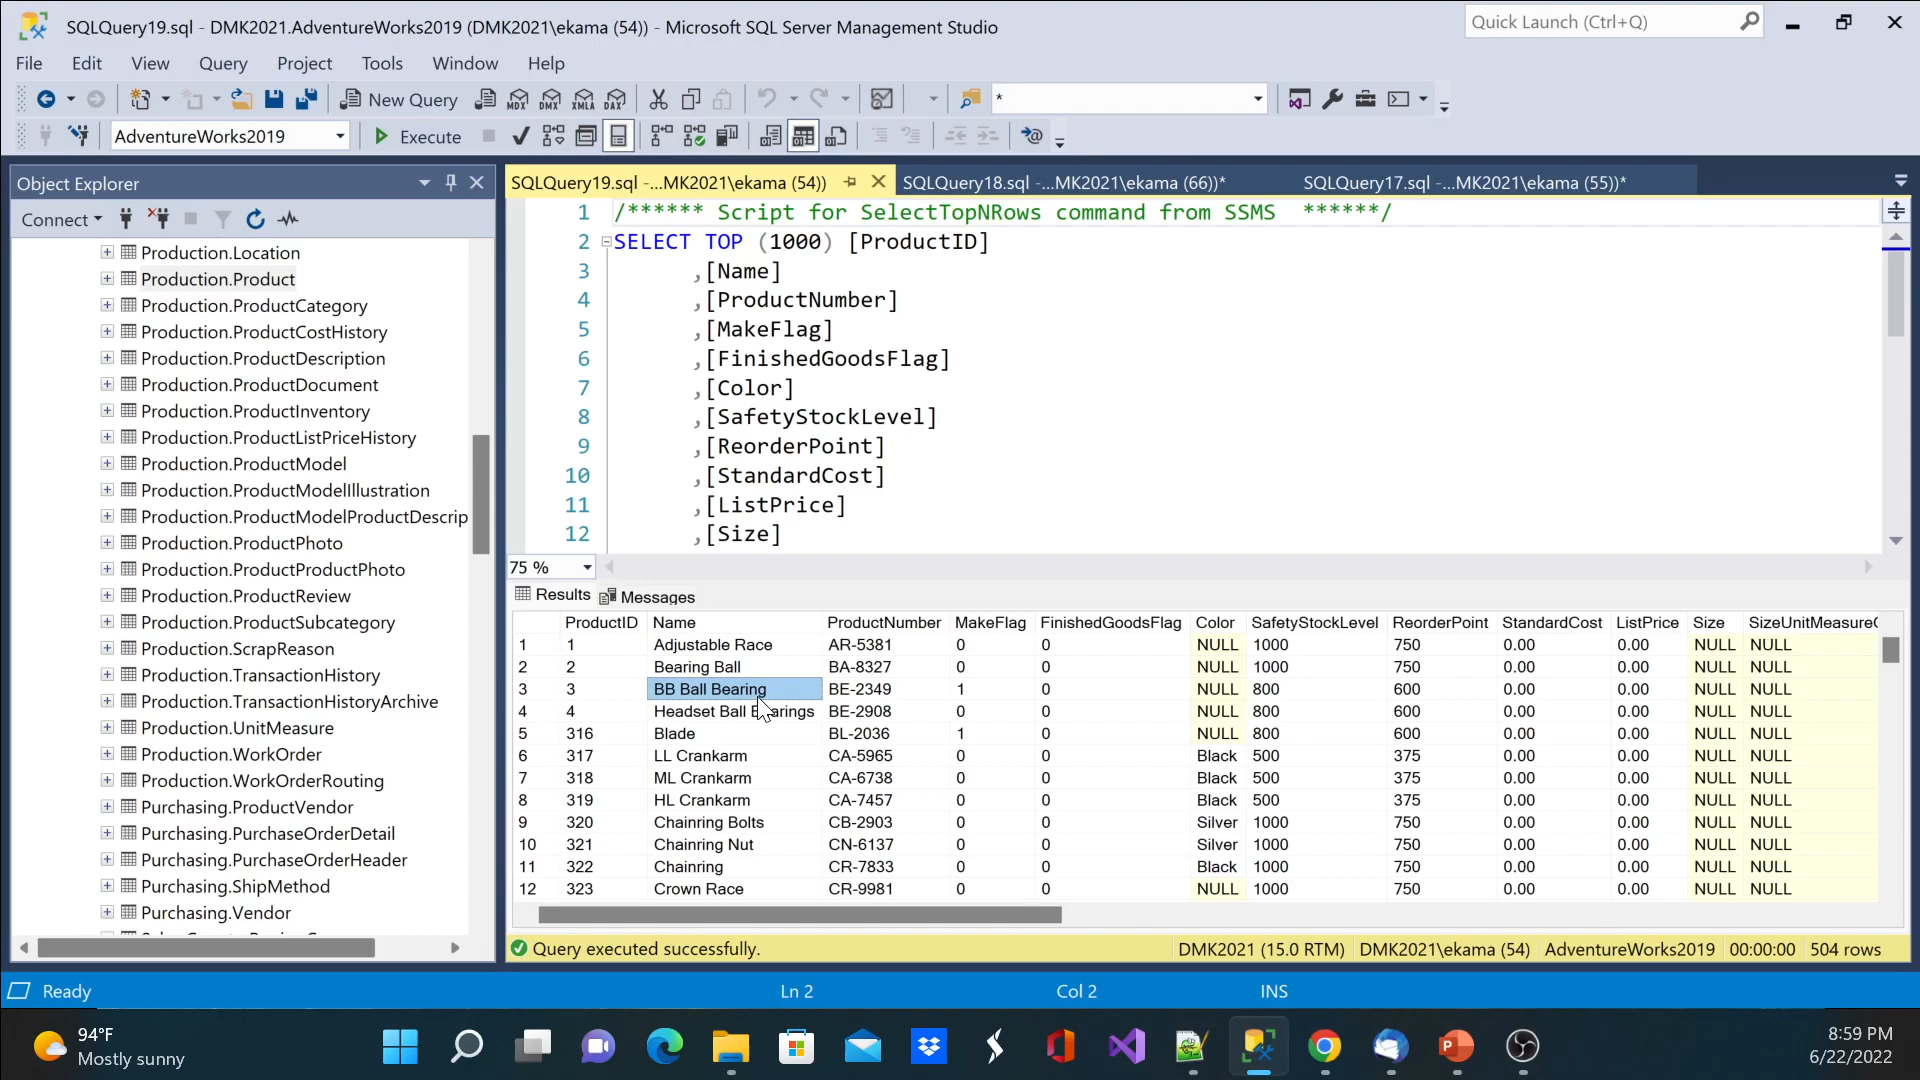 SQLQuery19.sql - DMK2021.AdventureWorks2019 (DMK2021\ekama (54)) - Microsoft SQL Server Management Studio
Quick Launch (Ctrl+Q)
File Edit View Query Project Tools Window Help
New Query MDX DMX XMLA DAX *
AdventureWorks2019 Execute
Object Explorer
Connect
Production.Location
Production.Product
Production.ProductCategory
Production.ProductCostHistory
Production.ProductDescription
Production.ProductDocument
Production.ProductInventory
Production.ProductListPriceHistory
Production.ProductModel
Production.ProductModelIllustration
Production.ProductModelProductDescrip
Production.ProductPhoto
Production.ProductProductPhoto
Production.ProductReview
Production.ProductSubcategory
Production.ScrapReason
Production.TransactionHistory
Production.TransactionHistoryArchive
Production.UnitMeasure
Production.WorkOrder
Production.WorkOrderRouting
Purchasing.ProductVendor
Purchasing.PurchaseOrderDetail
Purchasing.PurchaseOrderHeader
Purchasing.ShipMethod
Purchasing.Vendor
SQLQuery19.sql -...MK2021\ekama (54)) SQLQuery18.sql -...MK2021\ekama (66))* SQLQuery17.sql -...MK2021\ekama (55))*
1 /****** Script for SelectTopNRows command from SSMS  ******/
2 SELECT TOP (1000) [ProductID]
3 ,[Name]
4 ,[ProductNumber]
5 ,[MakeFlag]
6 ,[FinishedGoodsFlag]
7 ,[Color]
8 ,[SafetyStockLevel]
9 ,[ReorderPoint]
10 ,[StandardCost]
11 ,[ListPrice]
12 ,[Size]
75 %
Results Messages
ProductID Name ProductNumber MakeFlag FinishedGoodsFlag Color SafetyStockLevel ReorderPoint StandardCost ListPrice Size SizeUnitMeasureC
1 1 Adjustable Race AR-5381 0 0 NULL 1000 750 0.00 0.00 NULL NULL
2 2 Bearing Ball BA-8327 0 0 NULL 1000 750 0.00 0.00 NULL NULL
3 3 BB Ball Bearing BE-2349 1 0 NULL 800 600 0.00 0.00 NULL NULL
4 4 Headset Ball Bearings BE-2908 0 0 NULL 800 600 0.00 0.00 NULL NULL
5 316 Blade BL-2036 1 0 NULL 800 600 0.00 0.00 NULL NULL
6 317 LL Crankarm CA-5965 0 0 Black 500 375 0.00 0.00 NULL NULL
7 318 ML Crankarm CA-6738 0 0 Black 500 375 0.00 0.00 NULL NULL
8 319 HL Crankarm CA-7457 0 0 Black 500 375 0.00 0.00 NULL NULL
9 320 Chainring Bolts CB-2903 0 0 Silver 1000 750 0.00 0.00 NULL NULL
10 321 Chainring Nut CN-6137 0 0 Silver 1000 750 0.00 0.00 NULL NULL
11 322 Chainring CR-7833 0 0 Black 1000 750 0.00 0.00 NULL NULL
12 323 Crown Race CR-9981 0 0 NULL 1000 750 0.00 0.00 NULL NULL
Query executed successfully. DMK2021 (15.0 RTM) DMK2021\ekama (54) AdventureWorks2019 00:00:00 504 rows
Ready Ln 2 Col 2 INS
94°F
Mostly sunny
8:59 PM
6/22/2022